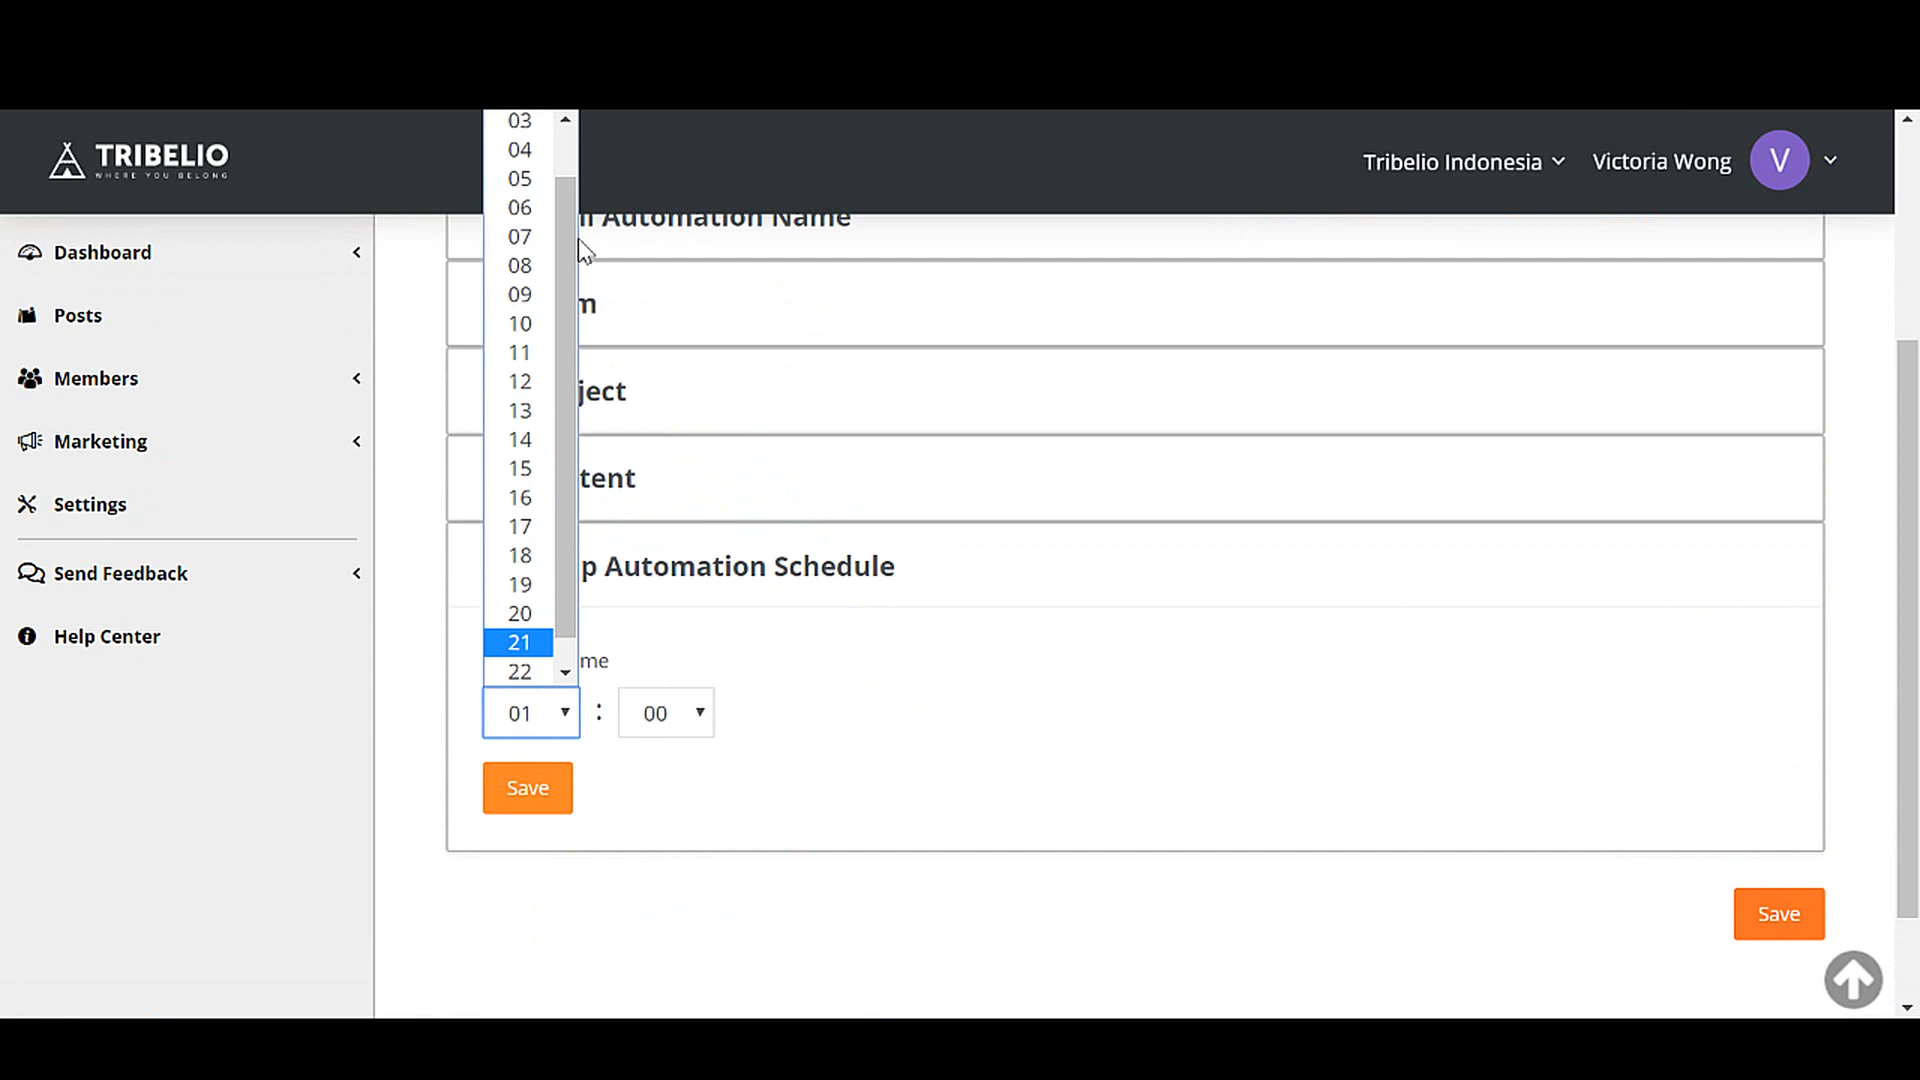 TRIBELIO
WHERE YOU BELONG
Tribelio Indonesia
Victoria Wong
V
Dashboard
Posts
Members
Marketing
Settings
Send Feedback
Help Center
03
04
05
06
07
08
09
10
11
12
13
14
15
16
17
18
19
20
21
22
Automation Name
m
ject
tent
p Automation Schedule
me
01 : 00
Save
Save